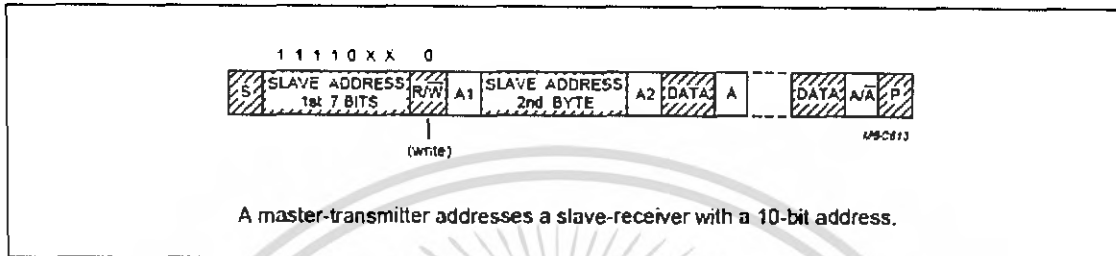 1 1 1 1 0 X X 0
S SLAVE ADDRESS 1st 7 BITS R/W̅ A1 SLAVE ADDRESS 2nd BYTE A2 DATA A DATA A/A̅ P
(write)
MBC613
A master-transmitter addresses a slave-receiver with a 10-bit address.